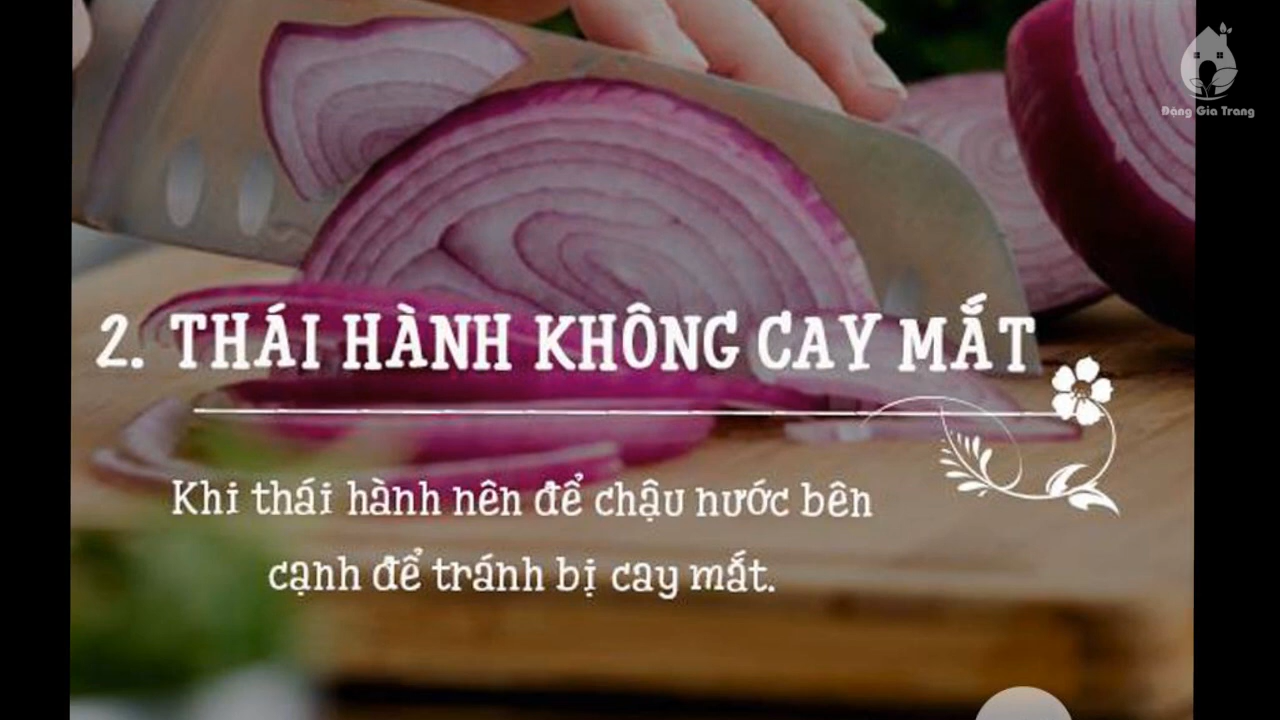 Đăng Gia Trang
2. THÁI HÀNH KHÔNG CAY MẮT
Khi thái hành nên để chậu nước bên
cạnh để tránh bị cay mắt.